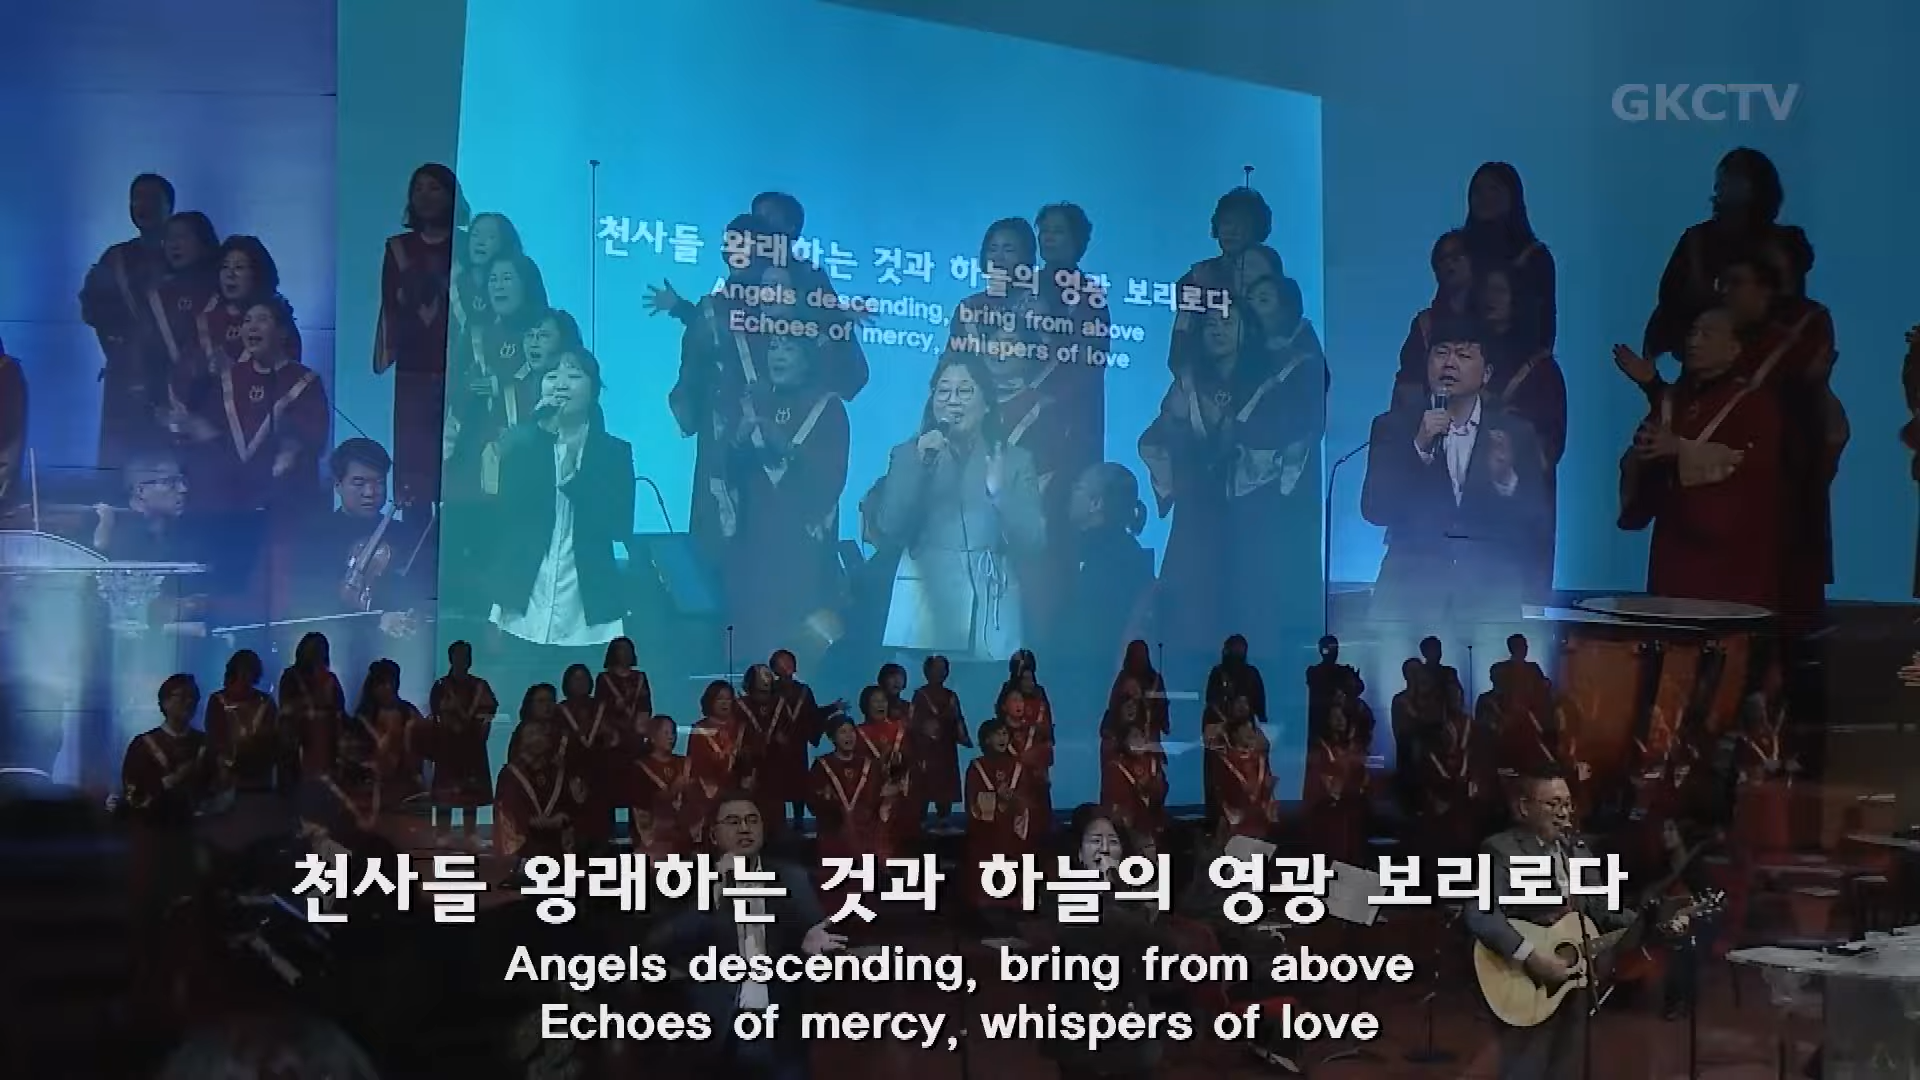 GKCTV
천사들 왕래하는 것과 하늘의 영광 보리로다
Angels descending, bring from above
Echoes of mercy, whispers of love
천사들 왕래하는 것과 하늘의 영광 보리로다
Angels descending, bring from above
Echoes of mercy, whispers of love